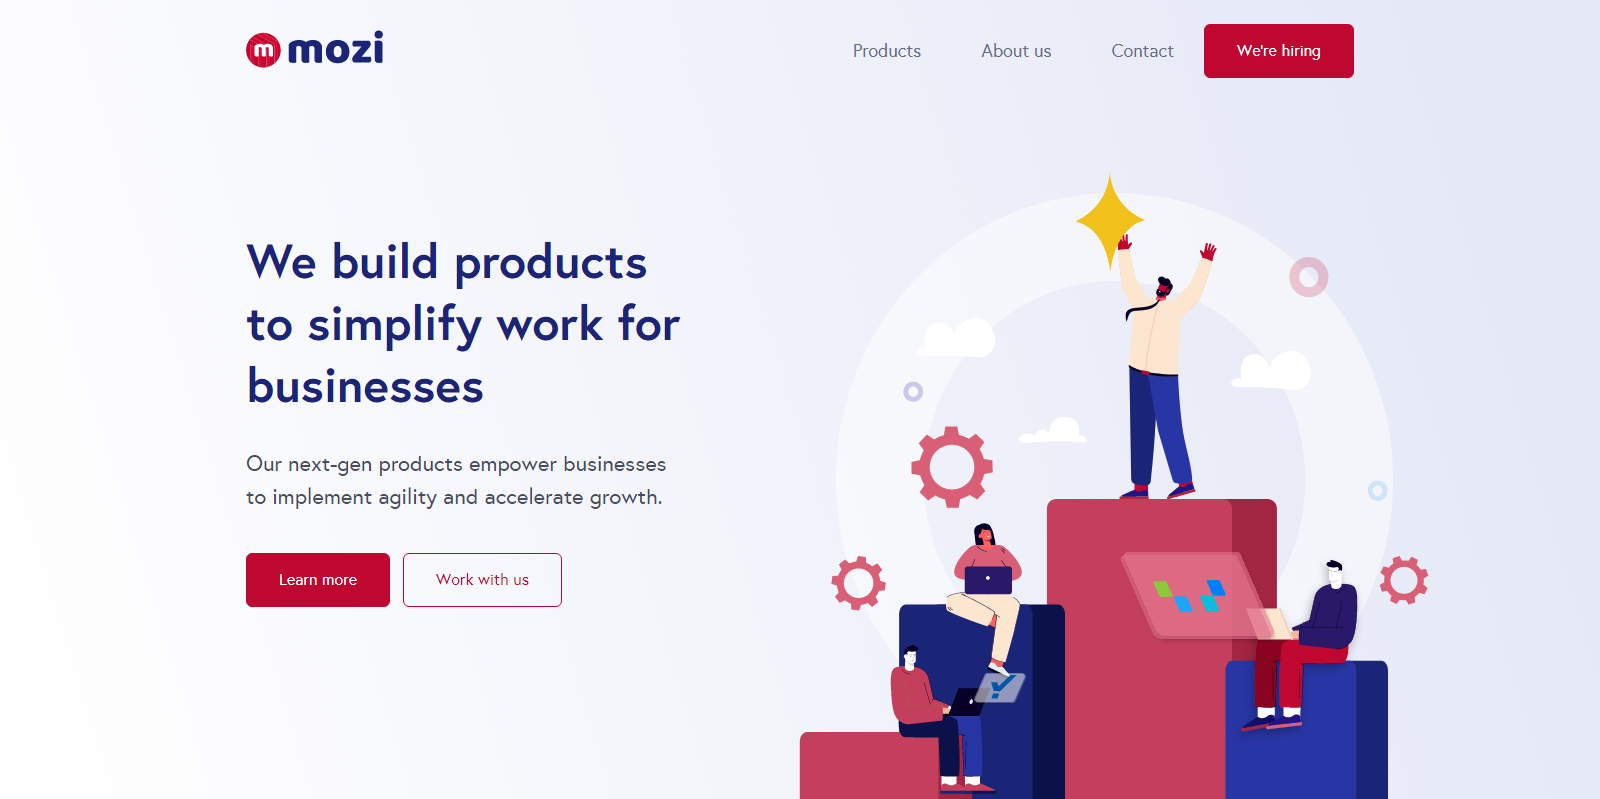 mozi
Products
About us
Contact
We're hiring
We build products
to simplify work for
businesses
Our next-gen products empower businesses
to implement agility and accelerate growth.
Learn more
Work with us